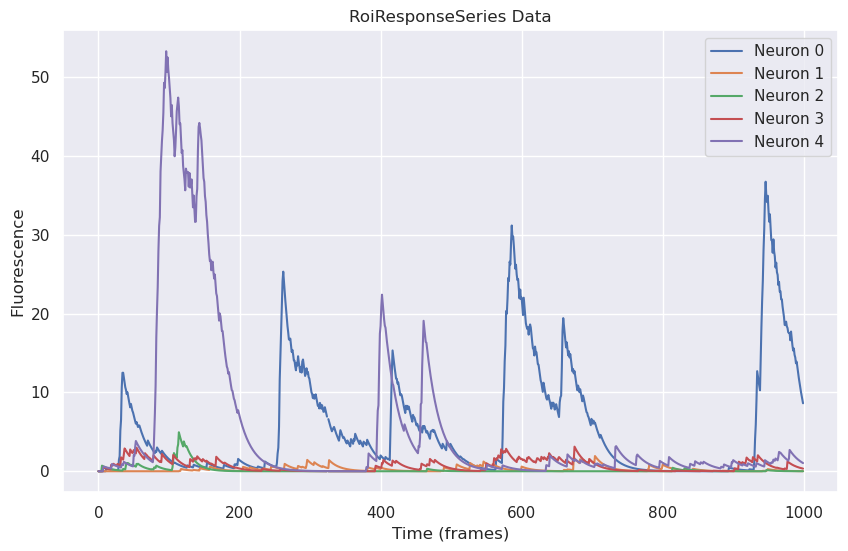 RoiResponseSeries Data
Neuron 0
Neuron 1
Neuron 2
Neuron 3
Neuron 4
Fluorescence
50
40
30
20
10
0
0 200 400 600 800 1000
Time (frames)